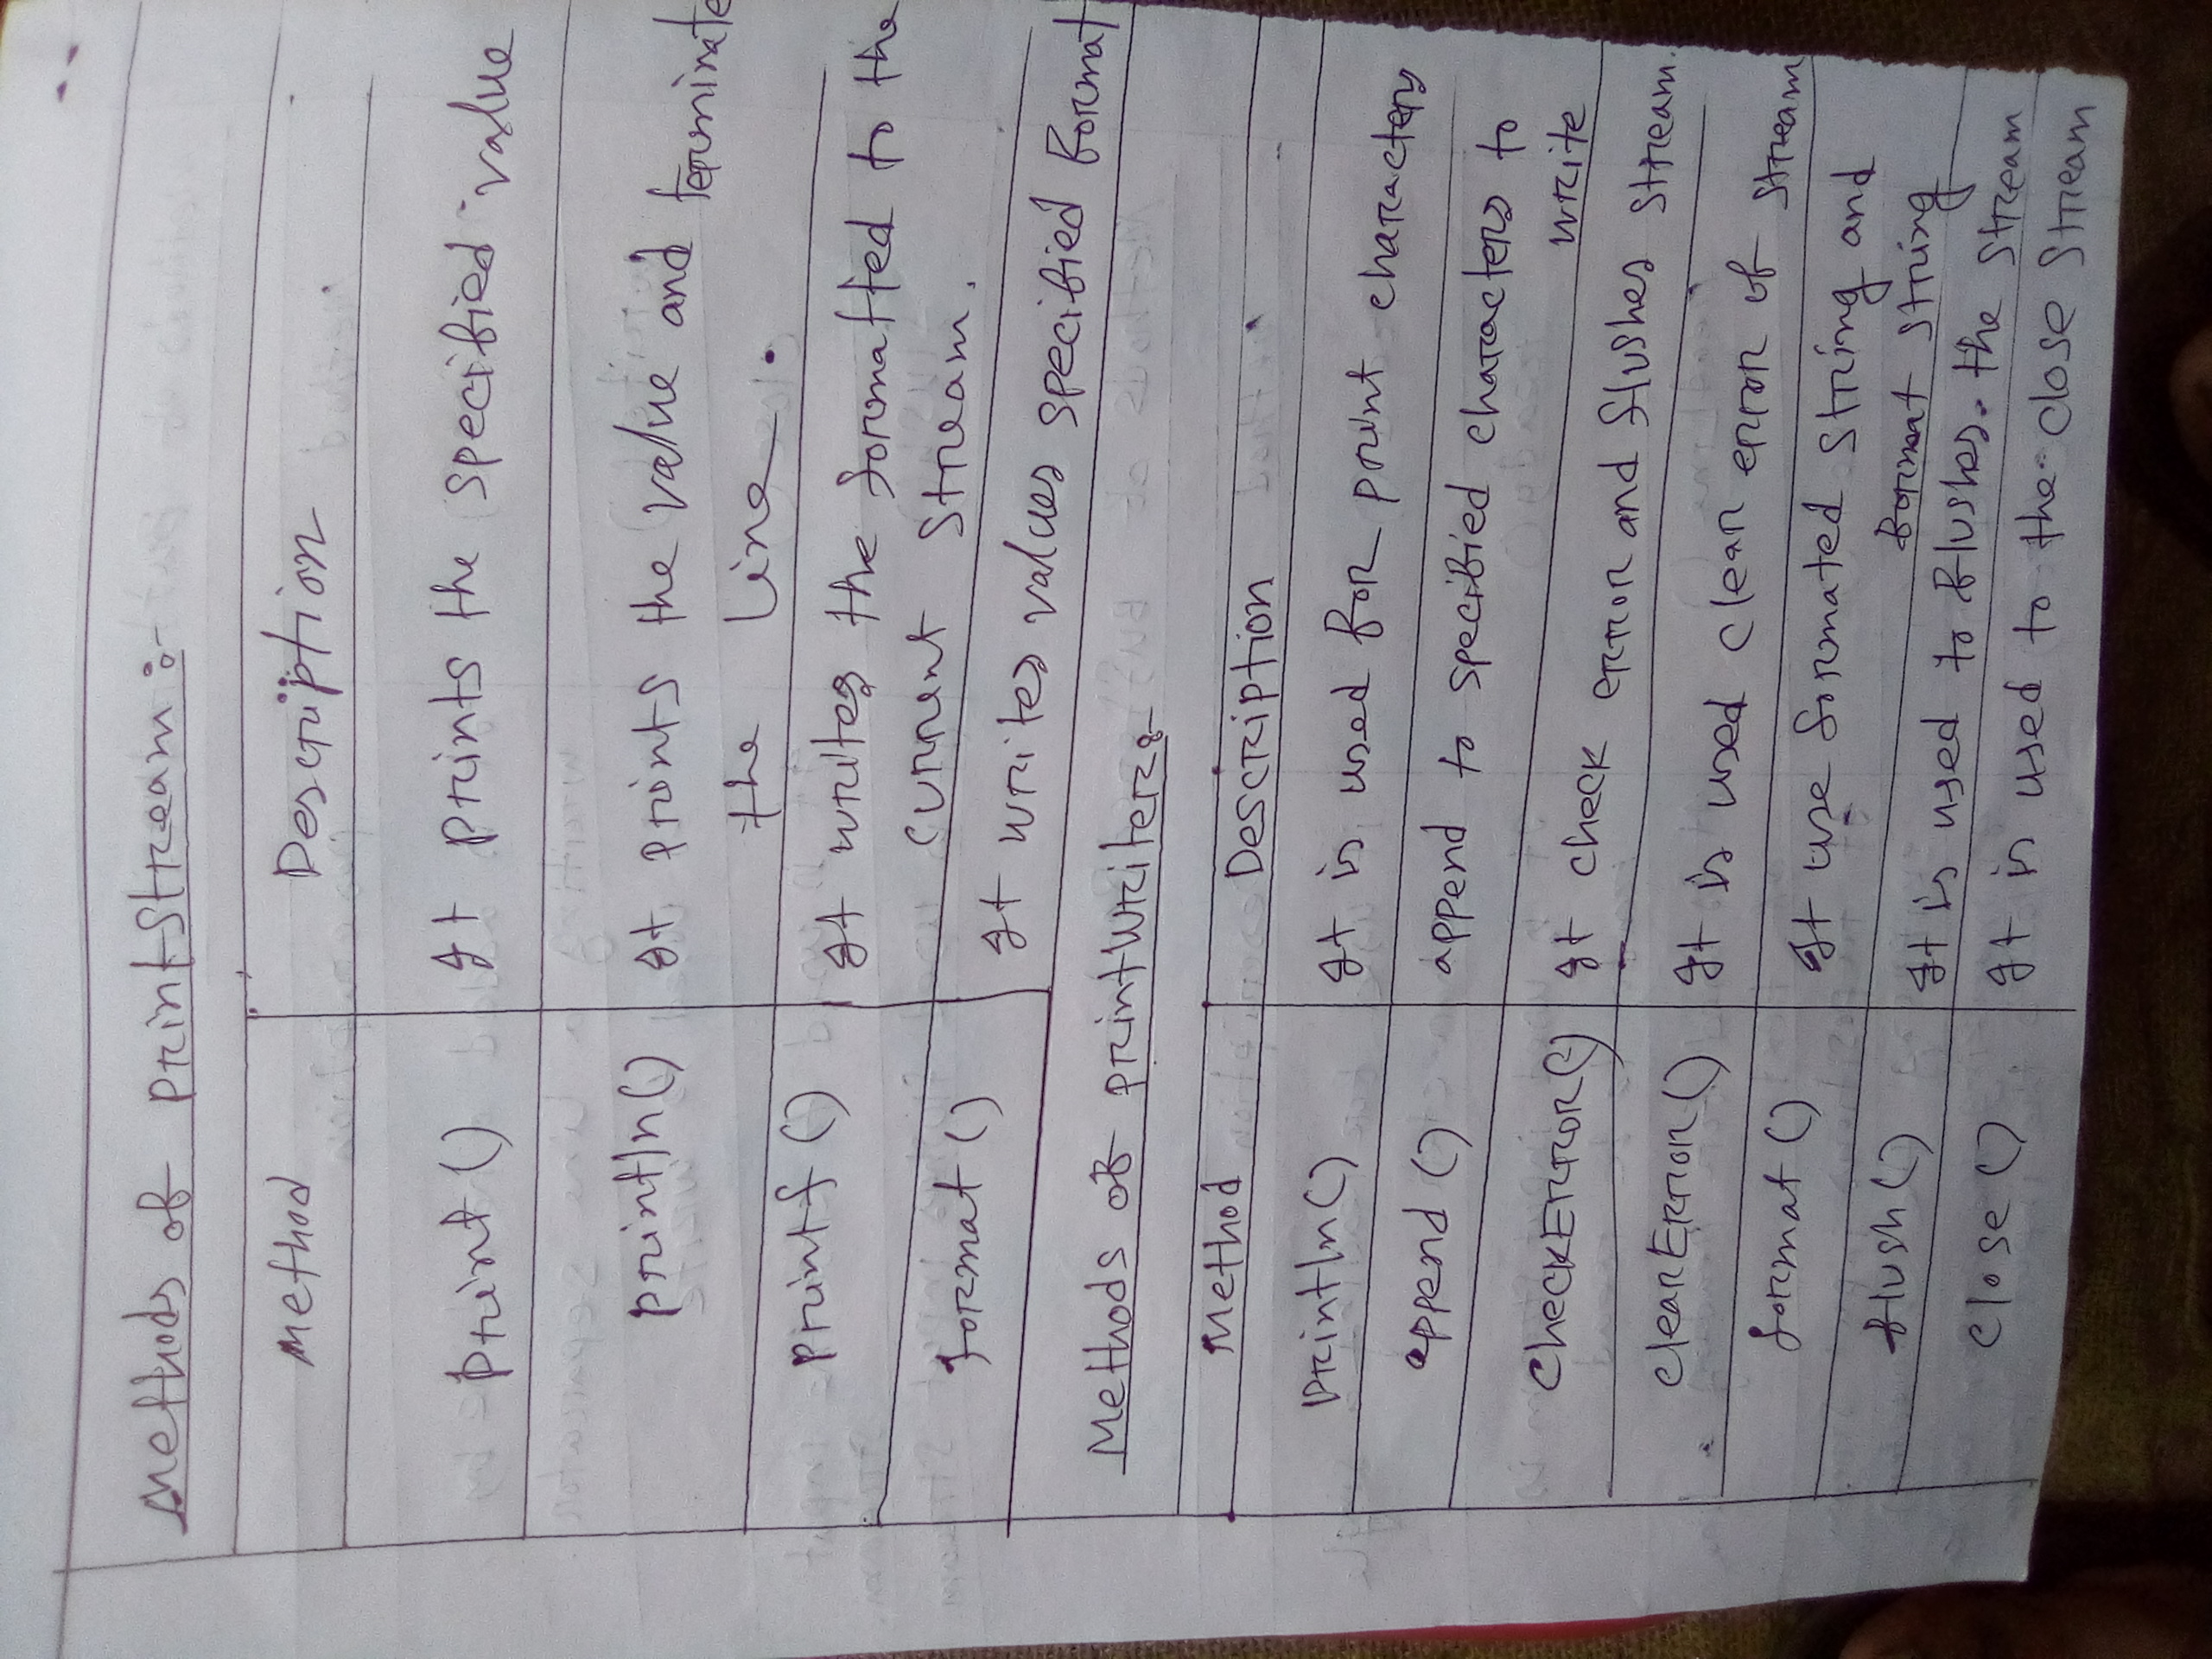 Methods of printStream :-
Method Description
print () It prints the specified value
println() It prints the value and terminate
the line.
printf () It writes the formatted to the
current stream.
format () It writes values specified format
Methods of printWriter:-
Method Description
println() It is used for print characters
append () append to specified characters to
write
CheckError() It check error and flushes stream.
clearError() It is used clear error of stream
format () It use formated string and
format string
flush() It is used to flushes. the stream
close () It is used to the close stream